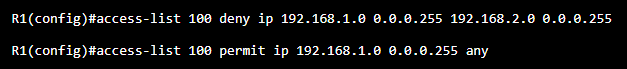 R1(config)#access-list 100 deny ip 192.168.1.0 0.0.0.255 192.168.2.0 0.0.0.255
R1(config)#access-list 100 permit ip 192.168.1.0 0.0.0.255 any